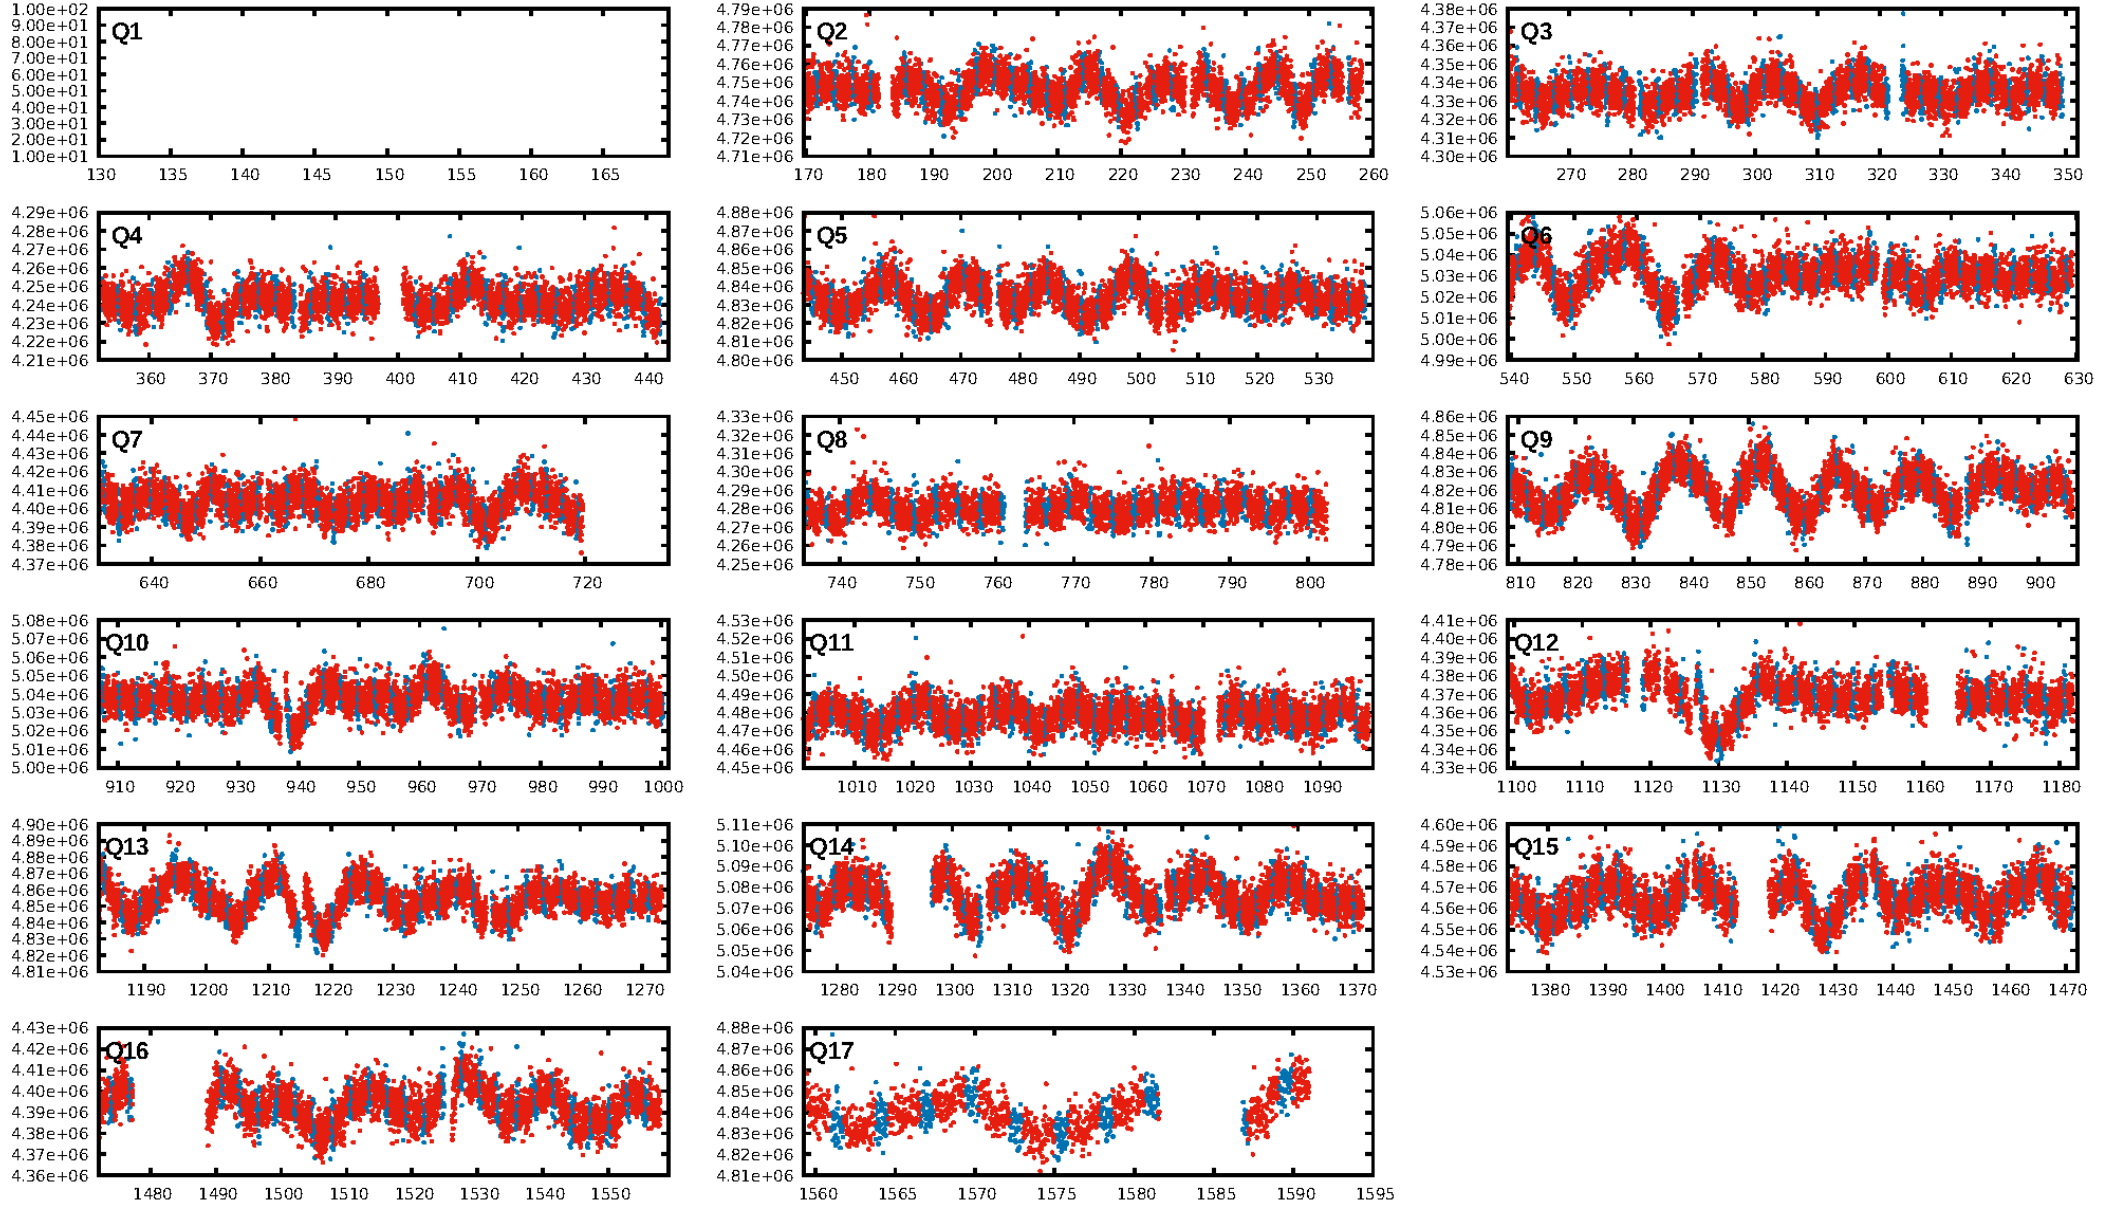 1.00e+02
9.00e+01
8.00e+01
7.00e+01
6.00e+01
5.00e+01
4.00e+01
3.00e+01
2.00e+01
1.00e+01
Q1
130 135 140 145 150 155 160 165
4.79e+06
4.78e+06
4.77e+06
4.76e+06
4.75e+06
4.74e+06
4.73e+06
4.72e+06
4.71e+06
Q2
170 180 190 200 210 220 230 240 250 260
4.38e+06
4.36e+06
4.35e+06
4.34e+06
4.33e+06
4.31e+06
4.30e+06
Q3
270 280 290 300 310 320 330 340 350
4.29e+06
4.27e+06
4.26e+06
4.25e+06
4.24e+06
4.23e+06
4.22e+06
4.21e+06
Q4
360 370 380 390 400 410 420 430 440
4.88e+06
4.86e+06
4.85e+06
4.84e+06
4.83e+06
4.82e+06
4.81e+06
4.80e+06
Q5
450 460 470 480 490 500 510 520 530
5.06e+06
5.05e+06
5.04e+06
5.03e+06
5.02e+06
5.01e+06
5.00e+06
4.99e+06
Q6
540 550 560 570 580 590 600 610 620 630
4.45e+06
4.44e+06
4.43e+06
4.42e+06
4.41e+06
4.40e+06
4.39e+06
4.38e+06
4.37e+06
Q7
640 660 680 700 720
4.33e+06
4.32e+06
4.31e+06
4.30e+06
4.29e+06
4.28e+06
4.27e+06
4.26e+06
4.25e+06
Q8
740 750 760 770 780 790 800
4.86e+06
4.85e+06
4.84e+06
4.83e+06
4.82e+06
4.81e+06
4.80e+06
4.79e+06
4.78e+06
Q9
810 820 830 840 850 860 870 880 890 900
5.08e+06
5.07e+06
5.06e+06
5.05e+06
5.04e+06
5.03e+06
5.02e+06
5.01e+06
5.00e+06
Q10
910 920 930 940 950 960 970 980 990 1000
4.53e+06
4.52e+06
4.51e+06
4.50e+06
4.49e+06
4.48e+06
4.47e+06
4.46e+06
4.45e+06
Q11
1010 1020 1030 1040 1050 1060 1070 1080 1090
4.41e+06
4.40e+06
4.39e+06
4.38e+06
4.37e+06
4.36e+06
4.35e+06
4.34e+06
4.33e+06
Q12
1100 1110 1120 1130 1140 1150 1160 1170 1180
4.90e+06
4.89e+06
4.88e+06
4.87e+06
4.86e+06
4.85e+06
4.84e+06
4.83e+06
4.82e+06
4.81e+06
Q13
1190 1200 1210 1220 1230 1240 1250 1260 1270
5.11e+06
5.10e+06
5.09e+06
5.08e+06
5.07e+06
5.06e+06
5.05e+06
5.04e+06
Q14
1280 1290 1300 1310 1320 1330 1340 1350 1360 1370
4.60e+06
4.59e+06
4.58e+06
4.57e+06
4.56e+06
4.55e+06
4.54e+06
4.53e+06
Q15
1380 1390 1400 1410 1420 1430 1440 1450 1460 1470
4.43e+06
4.42e+06
4.41e+06
4.40e+06
4.39e+06
4.38e+06
4.37e+06
4.36e+06
Q16
1480 1490 1500 1510 1520 1530 1540 1550
4.88e+06
4.87e+06
4.86e+06
4.85e+06
4.84e+06
4.83e+06
4.82e+06
4.81e+06
Q17
1560 1565 1570 1575 1580 1585 1590 1595